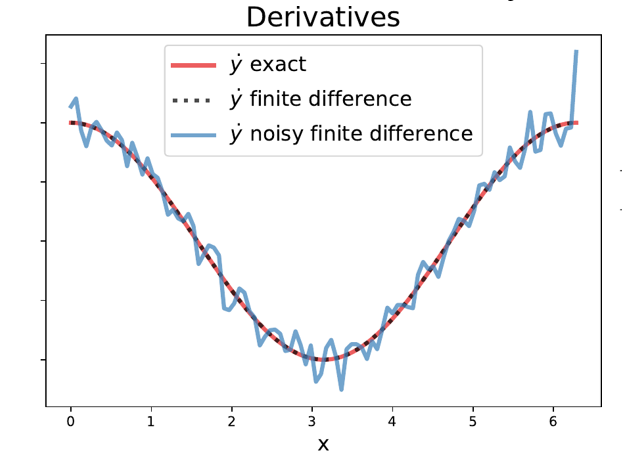 Derivatives
ẏ exact
ẏ finite difference
ẏ noisy finite difference
0 1 2 3 4 5 6
x